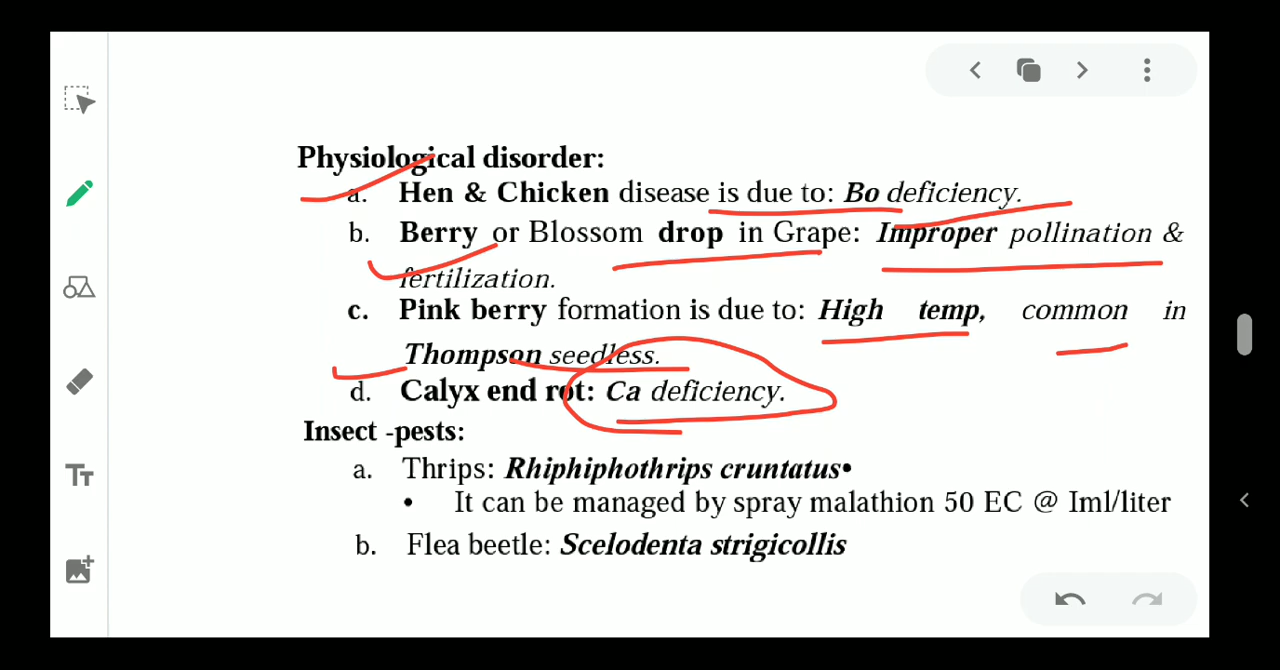 Physiological disorder:
a. Hen & Chicken disease is due to: Bo deficiency.
b. Berry or Blossom drop in Grape: Improper pollination &
fertilization.
c. Pink berry formation is due to: High temp, common in
Thompson seedless.
d. Calyx end rot: Ca deficiency.
Insect -pests:
a. Thrips: Rhiphiphothrips cruntatus•
• It can be managed by spray malathion 50 EC @ Iml/liter
b. Flea beetle: Scelodenta strigicollis
TT